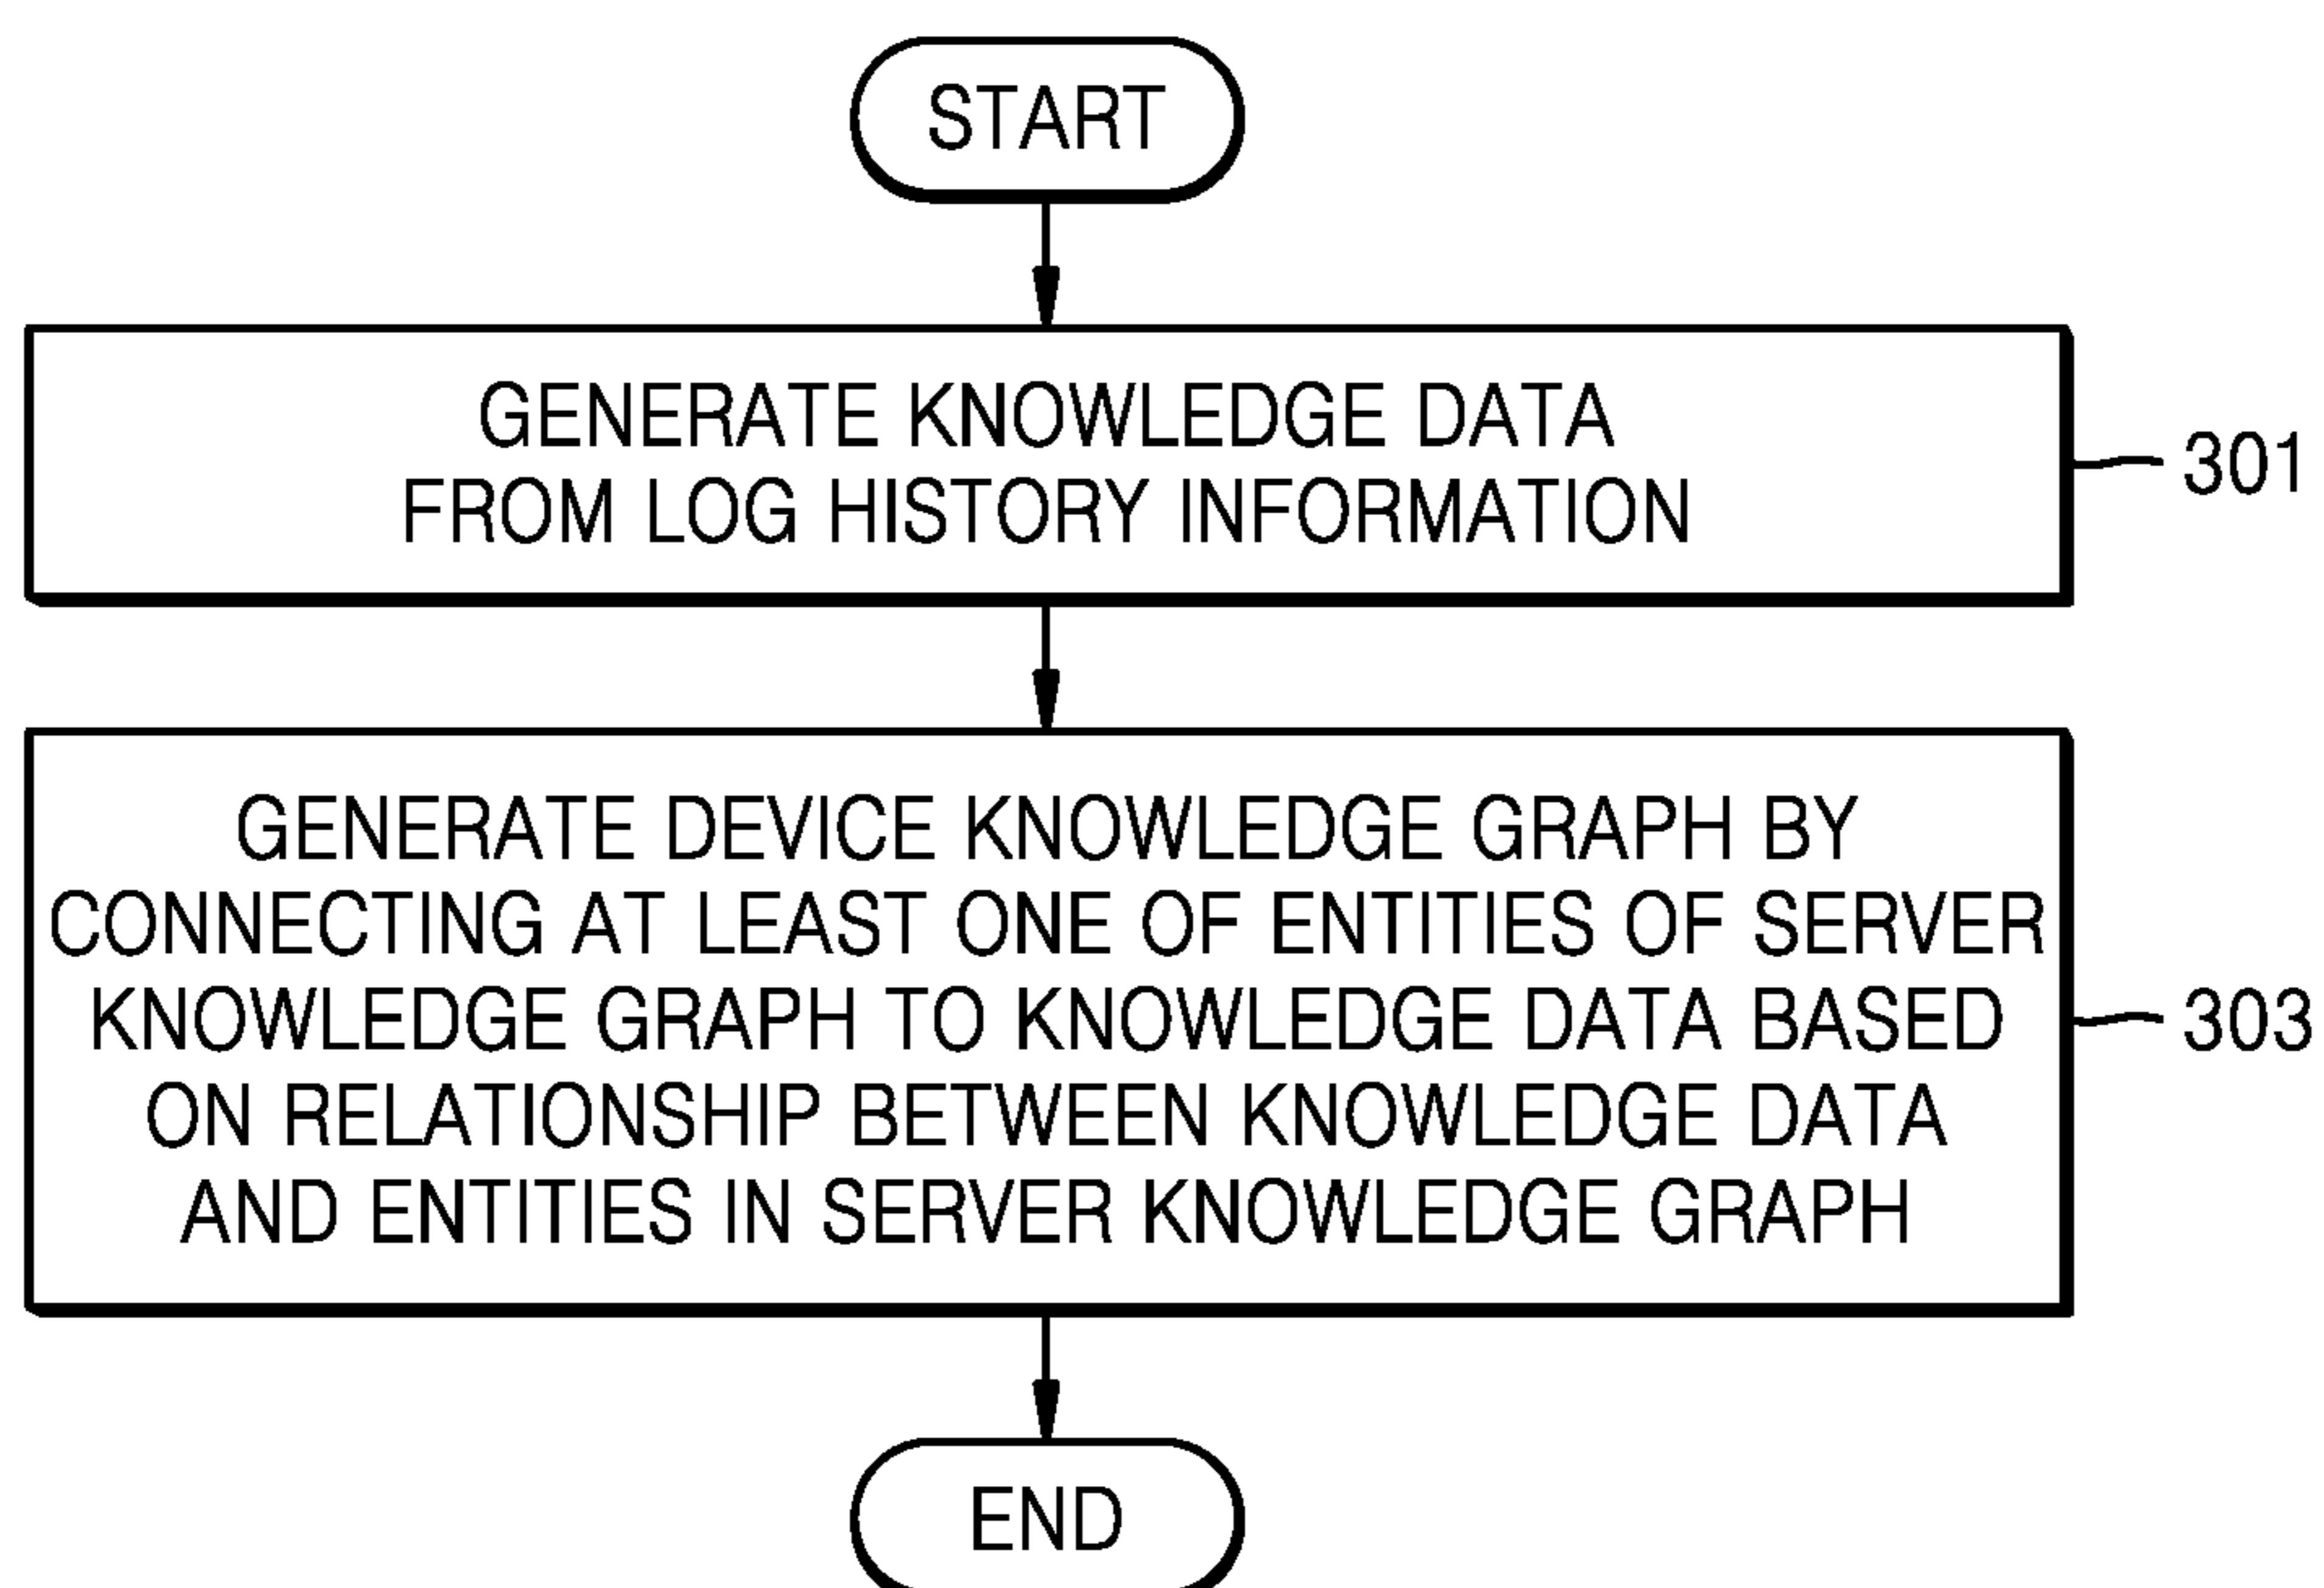 START
GENERATE KNOWLEDGE DATA
FROM LOG HISTORY INFORMATION
301
GENERATE DEVICE KNOWLEDGE GRAPH BY
CONNECTING AT LEAST ONE OF ENTITIES OF SERVER
KNOWLEDGE GRAPH TO KNOWLEDGE DATA BASED
ON RELATIONSHIP BETWEEN KNOWLEDGE DATA
AND ENTITIES IN SERVER KNOWLEDGE GRAPH
303
END